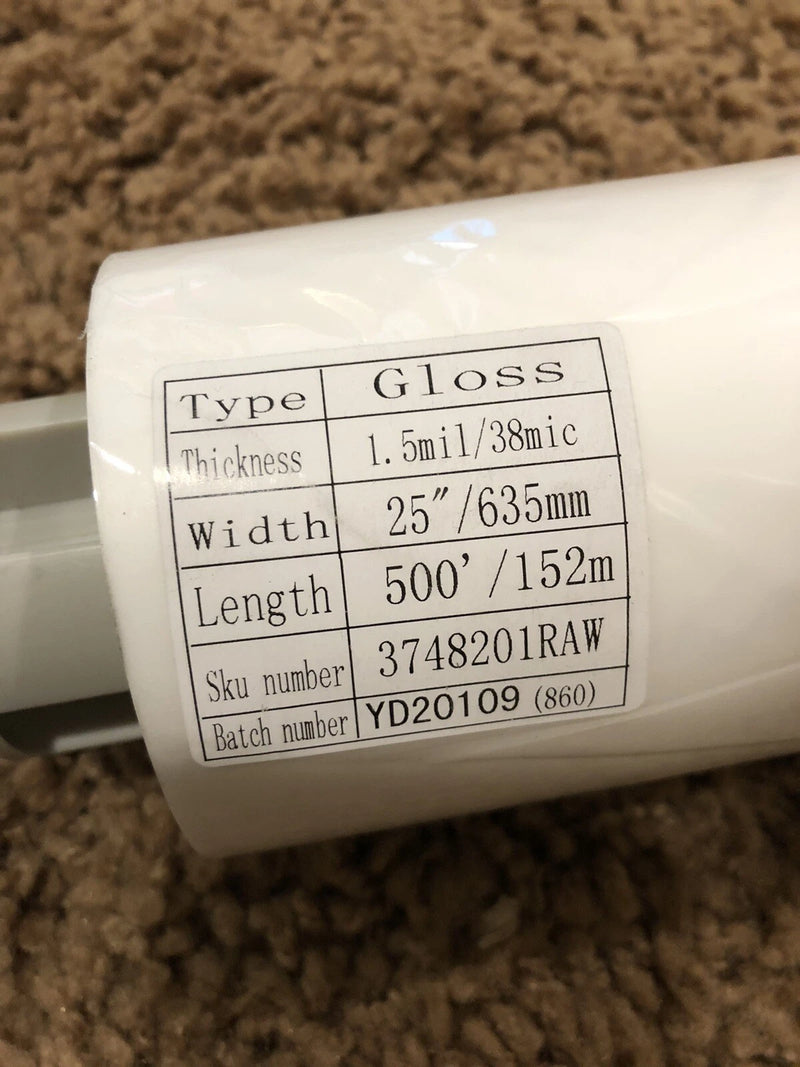 Type Gloss
Thickness 1.5mil/38mic
Width 25″/635mm
Length 500' /152m
Sku number 3748201RAW
Batch number YD20109 (860)